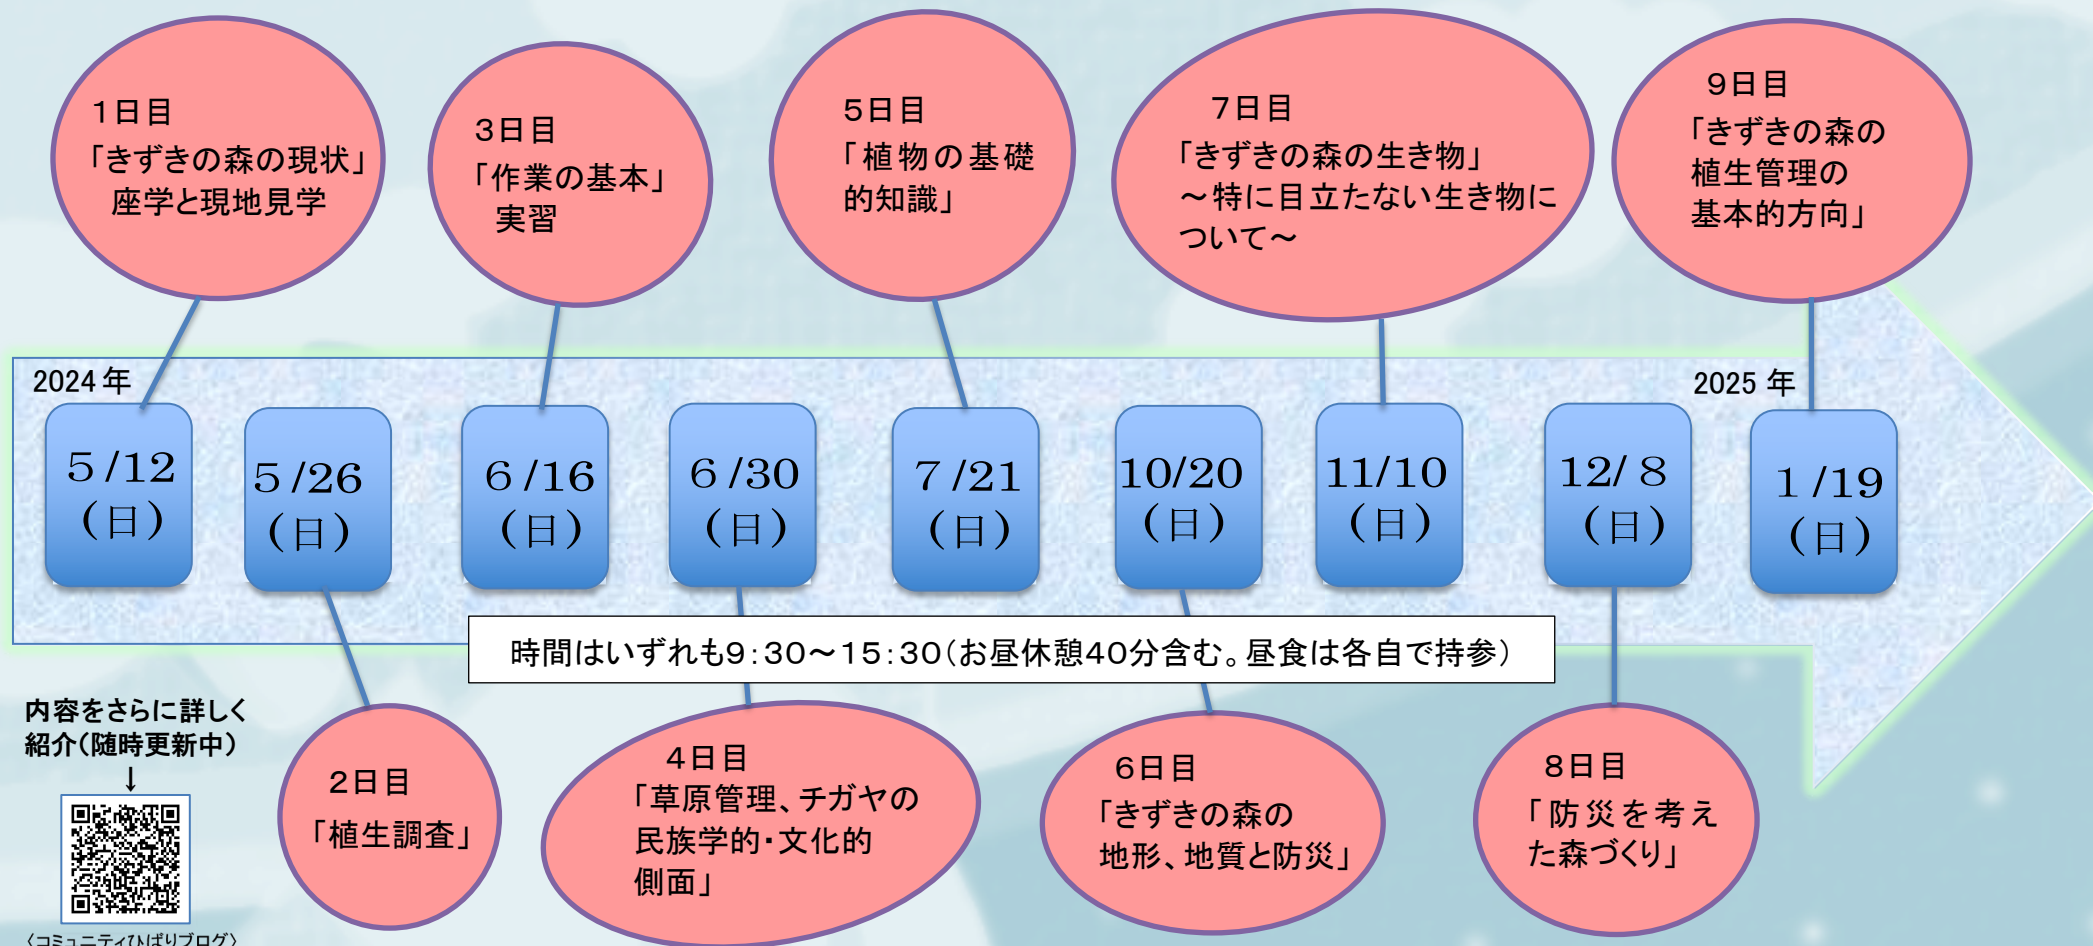 1日目
「きずきの森の現状」
座学と現地見学
3日目
「作業の基本」
実習
5日目
「植物の基礎
的知識」
7日目
「きずきの森の生き物」
～特に目立たない生き物に
ついて～
9日目
「きずきの森の
植生管理の
基本的方向」
2024年
2025 年
5/12
(日)
5/26
(日)
6/16
(日)
6/30
(日)
7/21
(日)
10/20
(日)
11/10
(日)
12/8
(日)
1/19
(日)
時間はいずれも9:30～15:30(お昼休憩40分含む。昼食は各自で持参)
内容をさらに詳しく
紹介(随時更新中)
↓
〈コミュニティひばりブログ〉
2日目
「植生調査」
4日目
「草原管理、チガヤの
民族学的・文化的
側面」
6日目
「きずきの森の
地形、地質と防災」
8日目
「防災を考え
た森づくり」